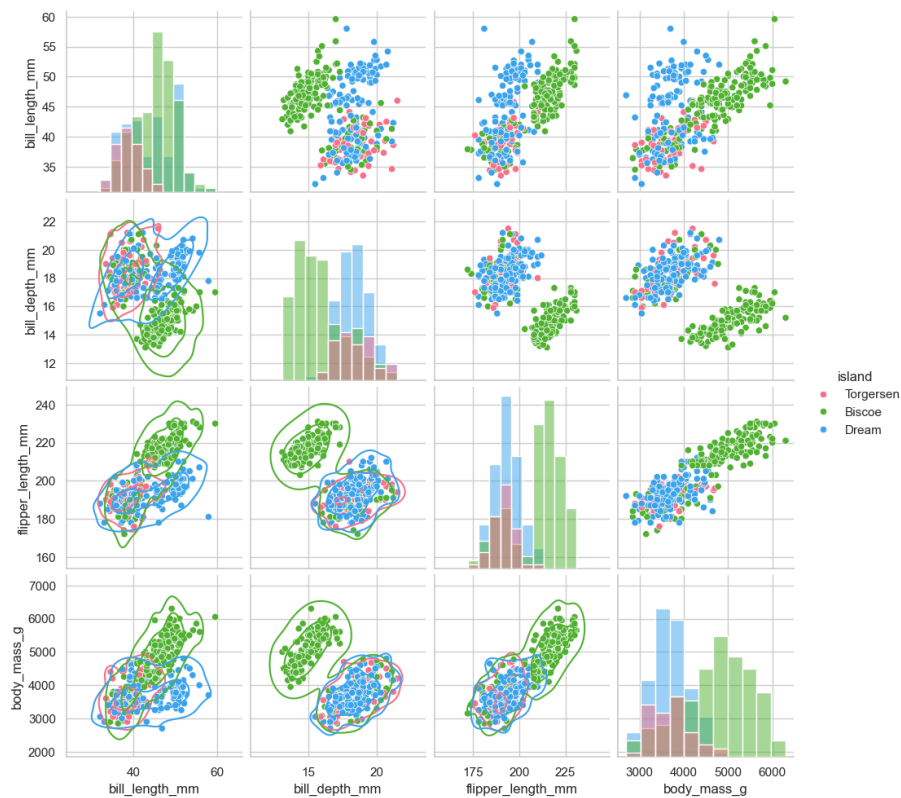 60
55
50
45
40
35
bill_length_mm
22
20
18
16
14
12
bill_depth_mm
island
Torgersen
Biscoe
Dream
240
220
200
180
160
flipper_length_mm
7000
6000
5000
4000
3000
2000
body_mass_g
40 60
15 20
175 200 225
3000 4000 5000 6000
bill_length_mm
bill_depth_mm
flipper_length_mm
body_mass_g